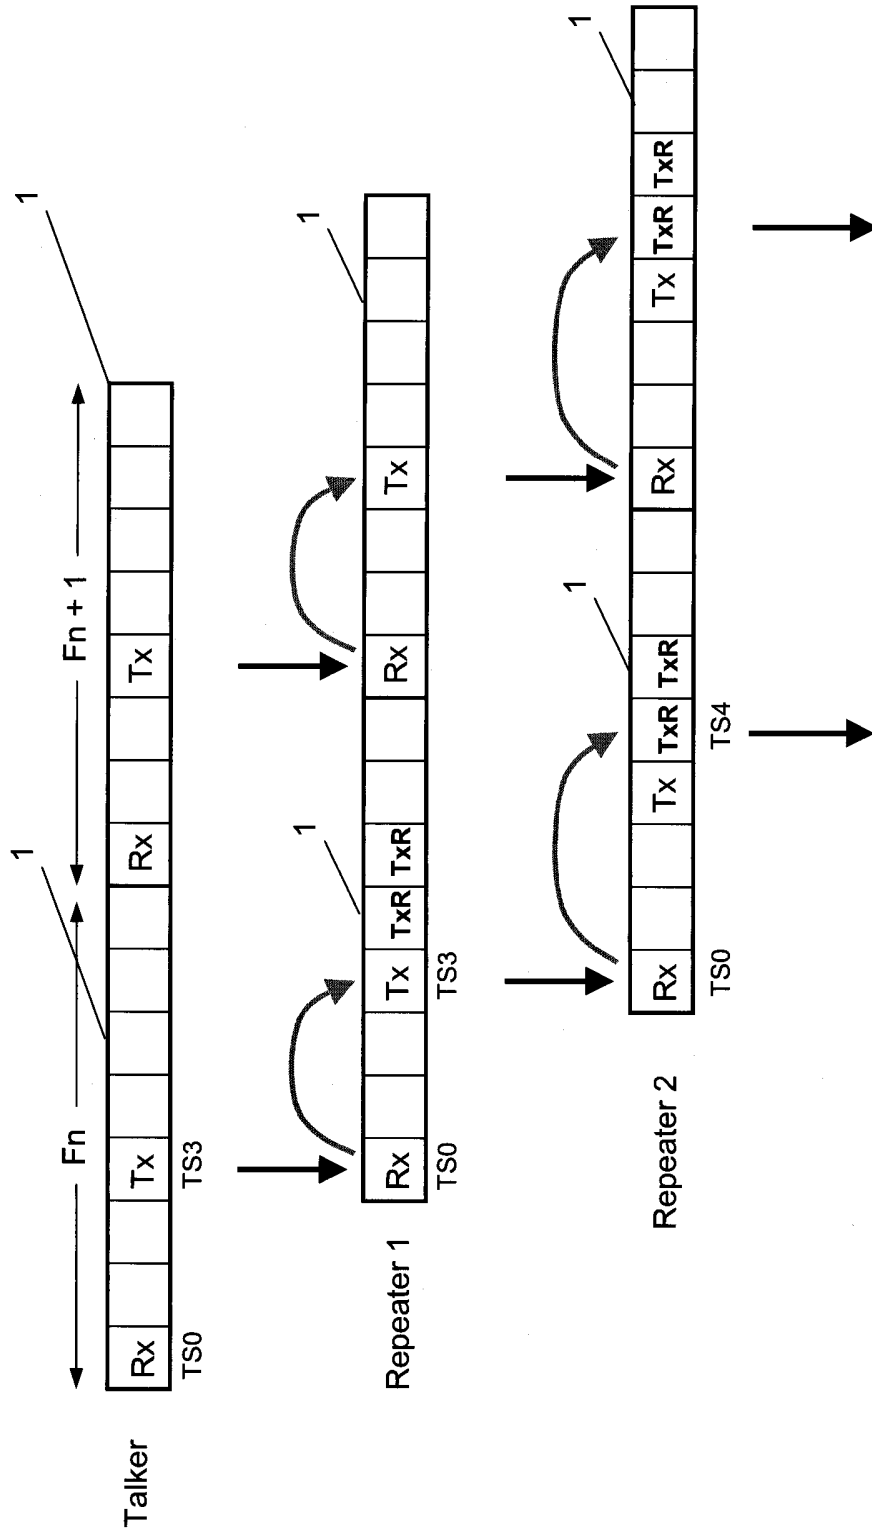 1
1
Fn
Fn + 1
Talker
Rx
Tx
Rx
Tx
TS0
TS3
1
1
Repeater 1
Rx
Tx
TxR
TxR
Rx
Tx
TS0
TS3
1
1
Repeater 2
Rx
Tx
TxR
TxR
Rx
Tx
TxR
TxR
TS0
TS4